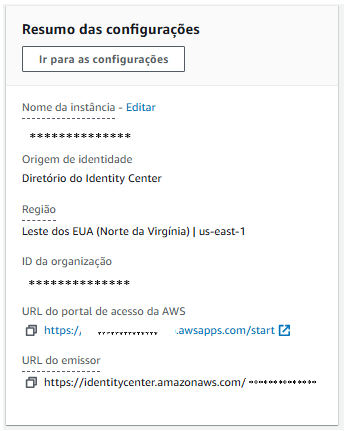 Resumo das configurações
Ir para as configurações
Nome da instância - Editar
**************
Origem de identidade
Diretório do Identity Center
Região
Leste dos EUA (Norte da Virgínia) | us-east-1
ID da organização
**************
URL do portal de acesso da AWS
https:/ .awsapps.com/start
URL do emissor
https://identitycenter.amazonaws.com/